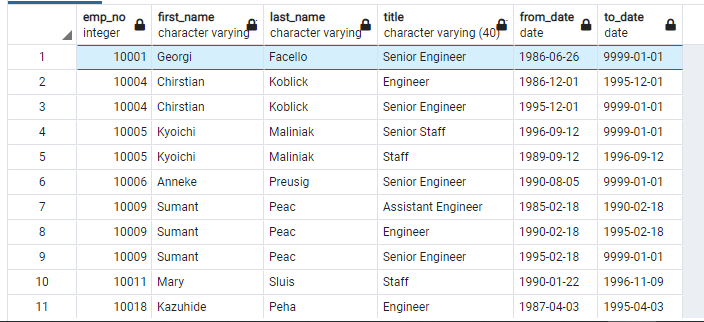 emp_no first_name last_name title from_date to_date
integer character varying character varying character varying (40) date date
1 10001 Georgi Facello Senior Engineer 1986-06-26 9999-01-01
2 10004 Chirstian Koblick Engineer 1986-12-01 1995-12-01
3 10004 Chirstian Koblick Senior Engineer 1995-12-01 9999-01-01
4 10005 Kyoichi Maliniak Senior Staff 1996-09-12 9999-01-01
5 10005 Kyoichi Maliniak Staff 1989-09-12 1996-09-12
6 10006 Anneke Preusig Senior Engineer 1990-08-05 9999-01-01
7 10009 Sumant Peac Assistant Engineer 1985-02-18 1990-02-18
8 10009 Sumant Peac Engineer 1990-02-18 1995-02-18
9 10009 Sumant Peac Senior Engineer 1995-02-18 9999-01-01
10 10011 Mary Sluis Staff 1990-01-22 1996-11-09
11 10018 Kazuhide Peha Engineer 1987-04-03 1995-04-03